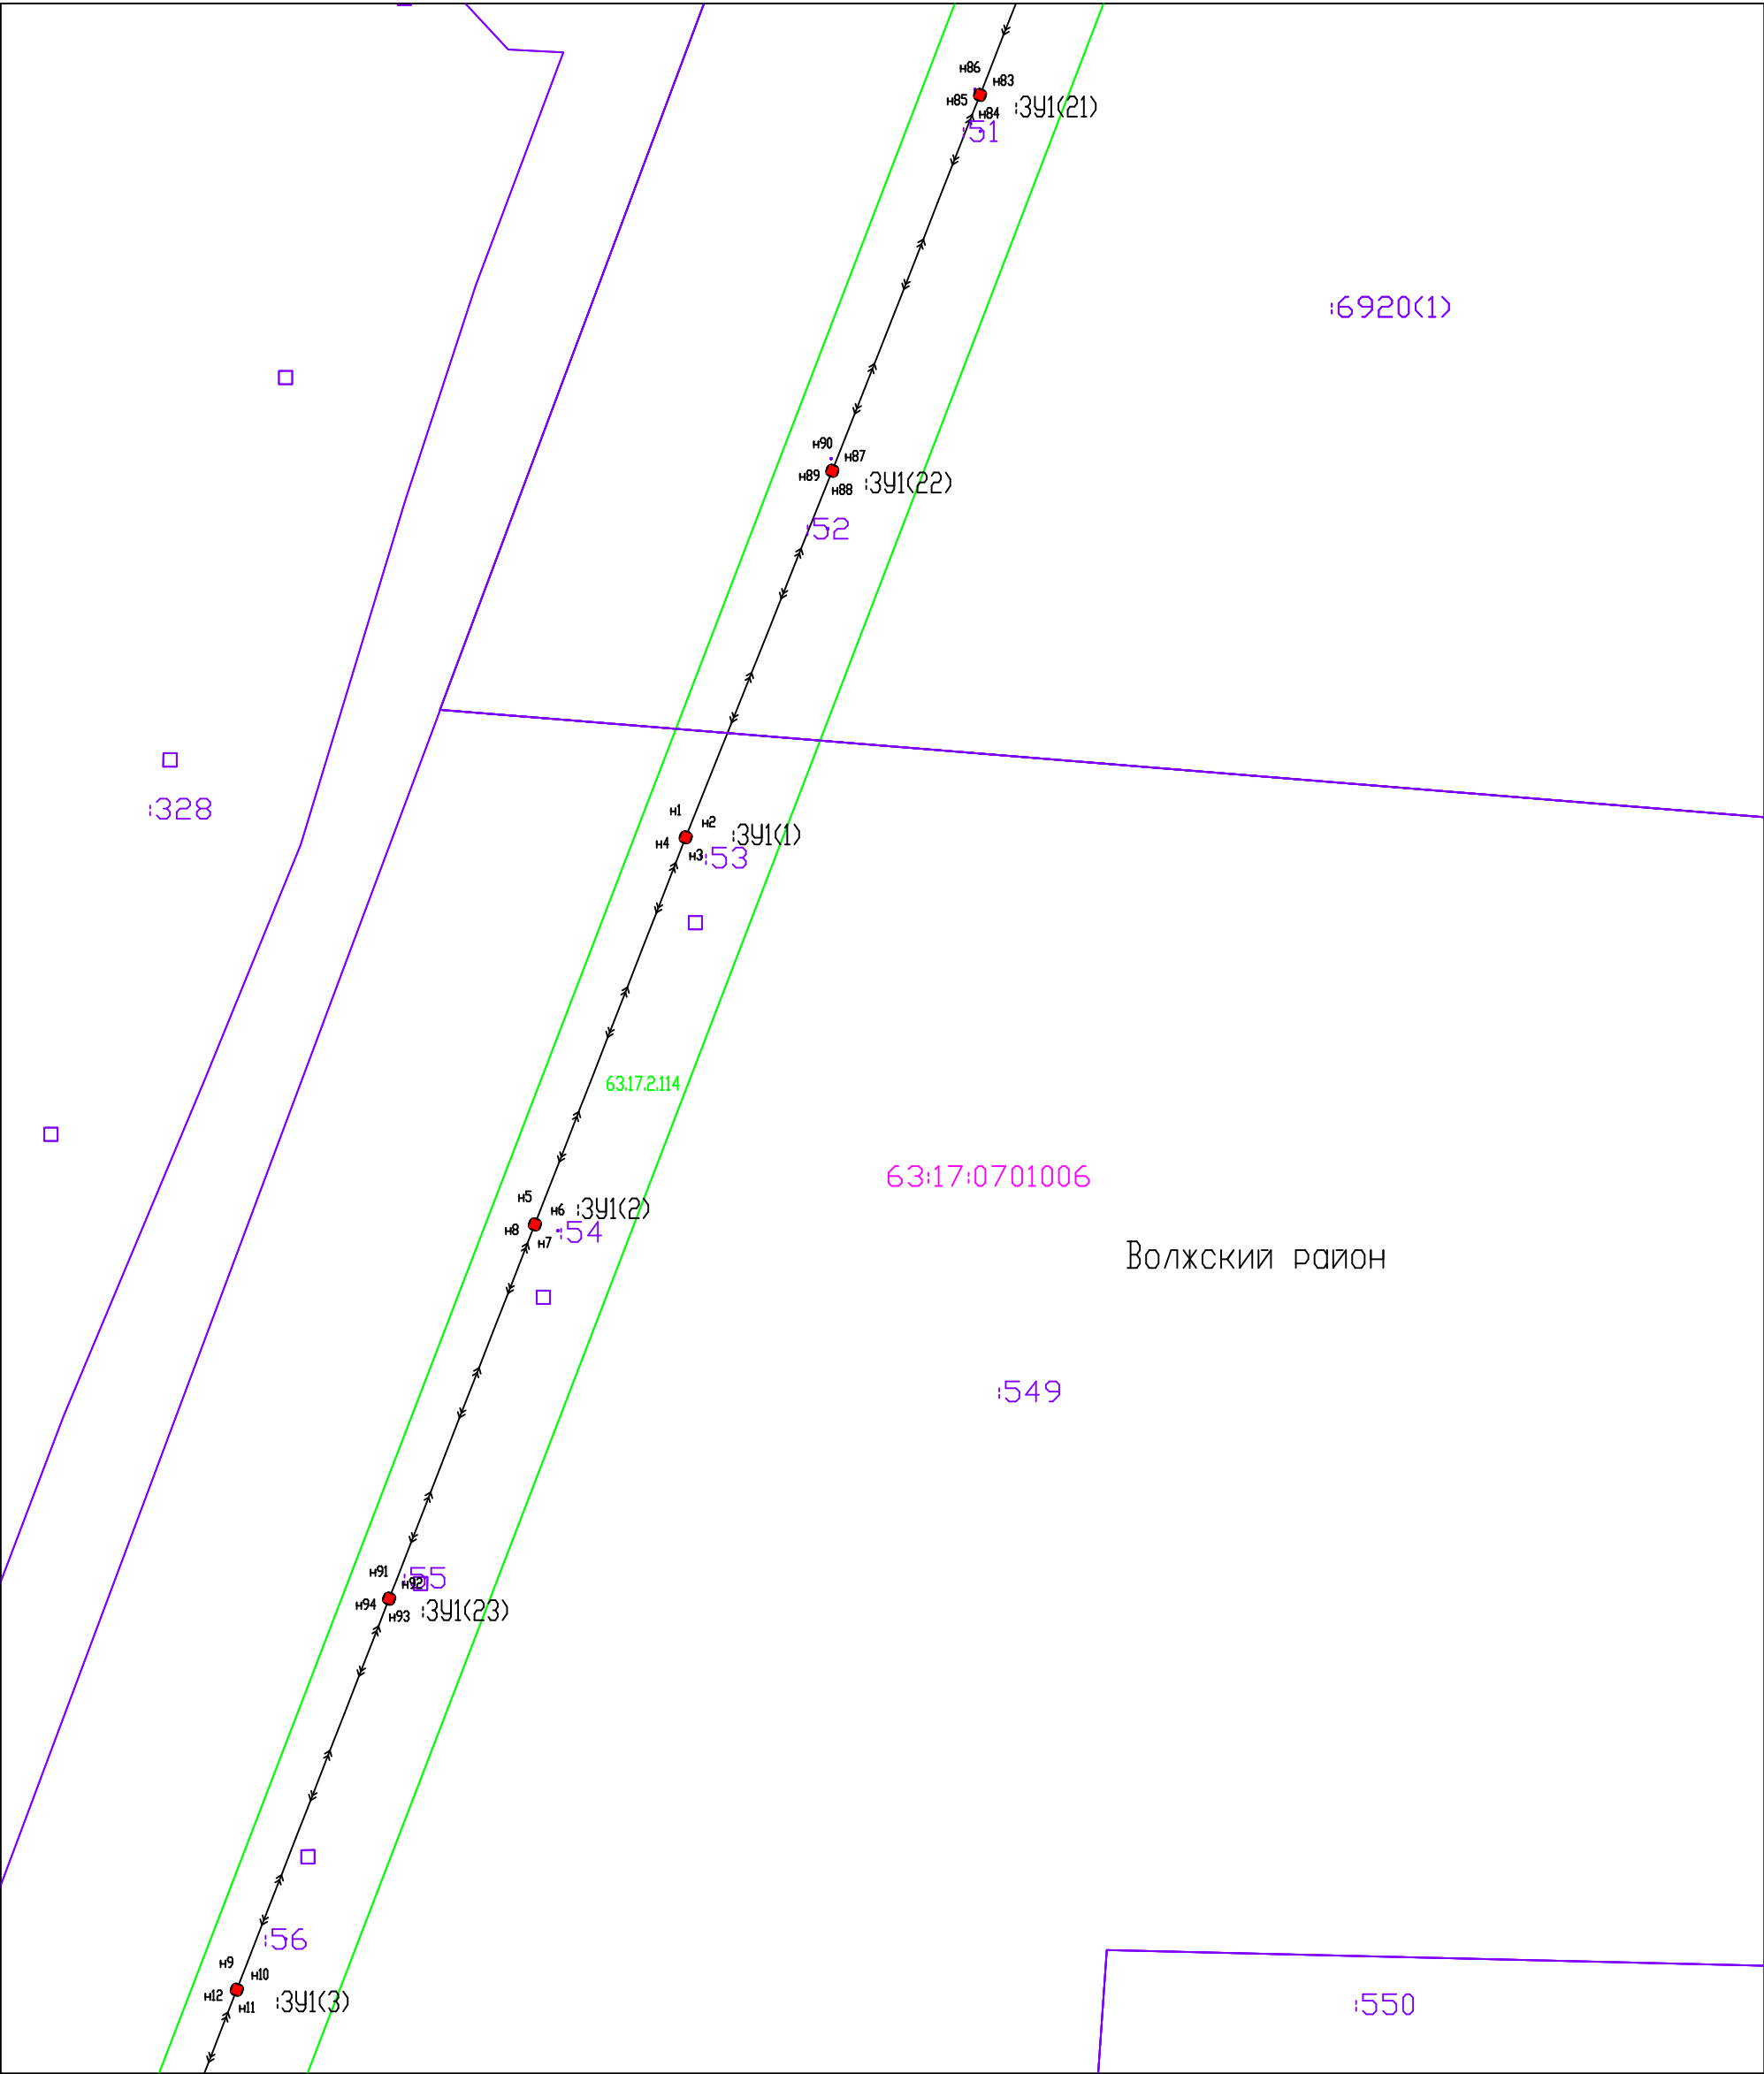 н86
н83
н85
н84
:ЗУ1(21)
:51
:6920(1)
н90
н87
н89
н88
:ЗУ1(22)
:52
:328
н1
н2
:ЗУ1(1)
н4
н3
:53
63.17.2.114
63:17:0701006
н5
н6
:ЗУ1(2)
н8
н7
:54
Волжский район
:549
н91
:55
н92
н94
н93
:ЗУ1(23)
:56
н9
н10
н12
н11
:ЗУ1(3)
:550